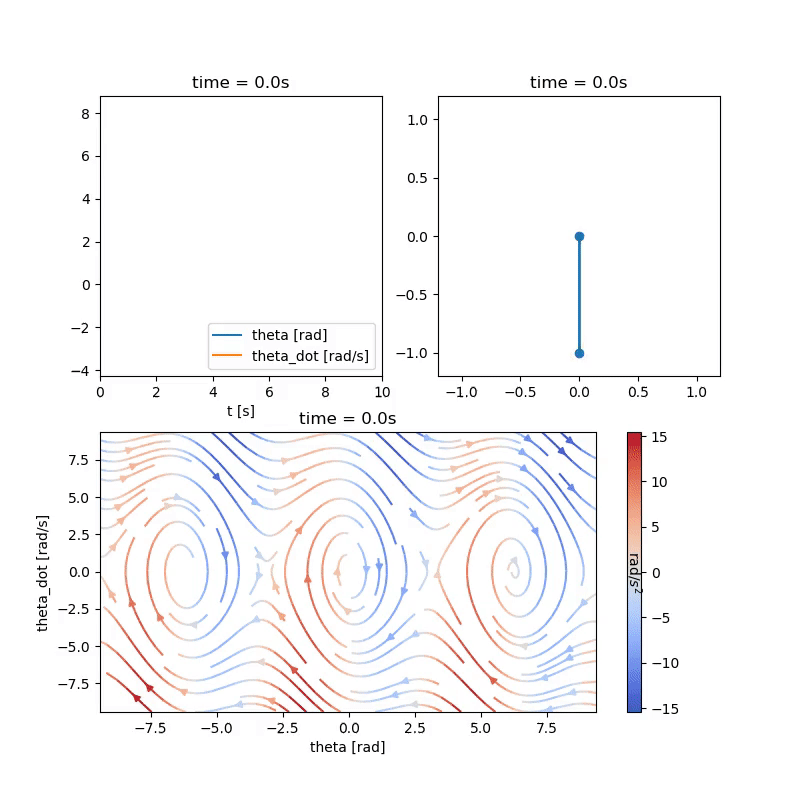 time = 0.0s
8
6
4
2
0
−2
−4
0 2 4 6 8 10
t [s]
theta [rad]
theta_dot [rad/s]
time = 0.0s
1.0
0.5
0.0
−0.5
−1.0
−1.0 −0.5 0.0 0.5 1.0
time = 0.0s
7.5
5.0
2.5
0.0
−2.5
−5.0
−7.5
theta_dot [rad/s]
−7.5 −5.0 −2.5 0.0 2.5 5.0 7.5
theta [rad]
15
10
5
0
−5
−10
−15
rad/s²